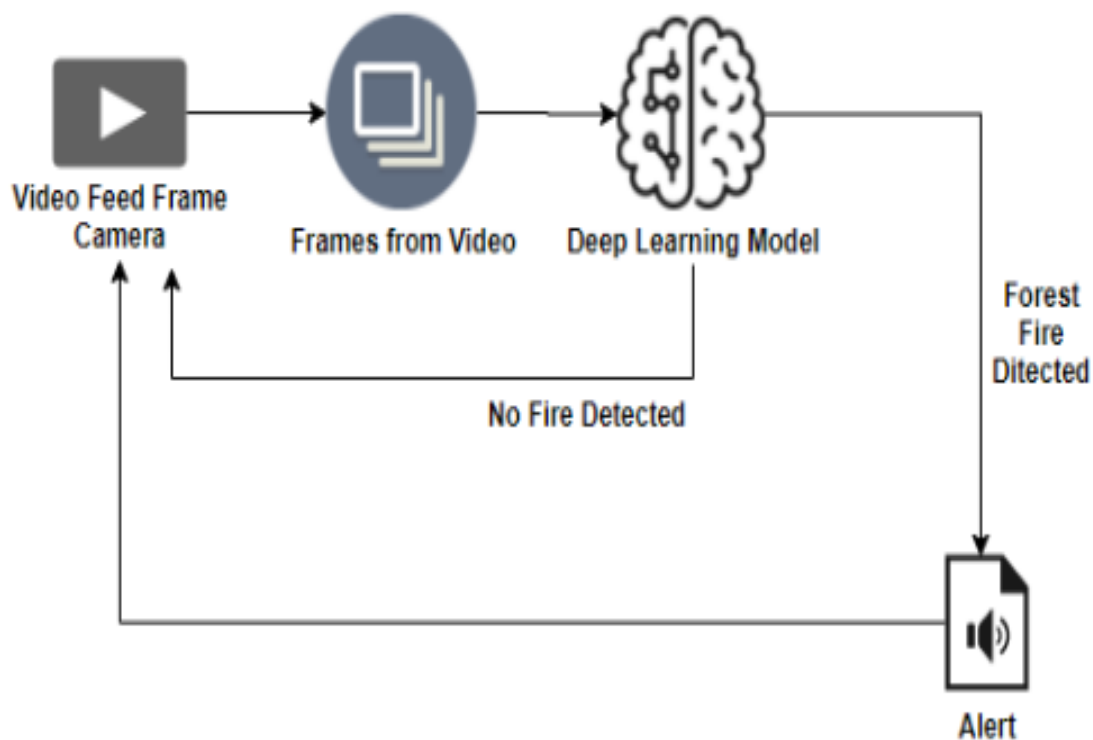 Video Feed Frame
Camera
Frames from Video
Deep Learning Model
Forest
Fire
Ditected
No Fire Detected
Alert